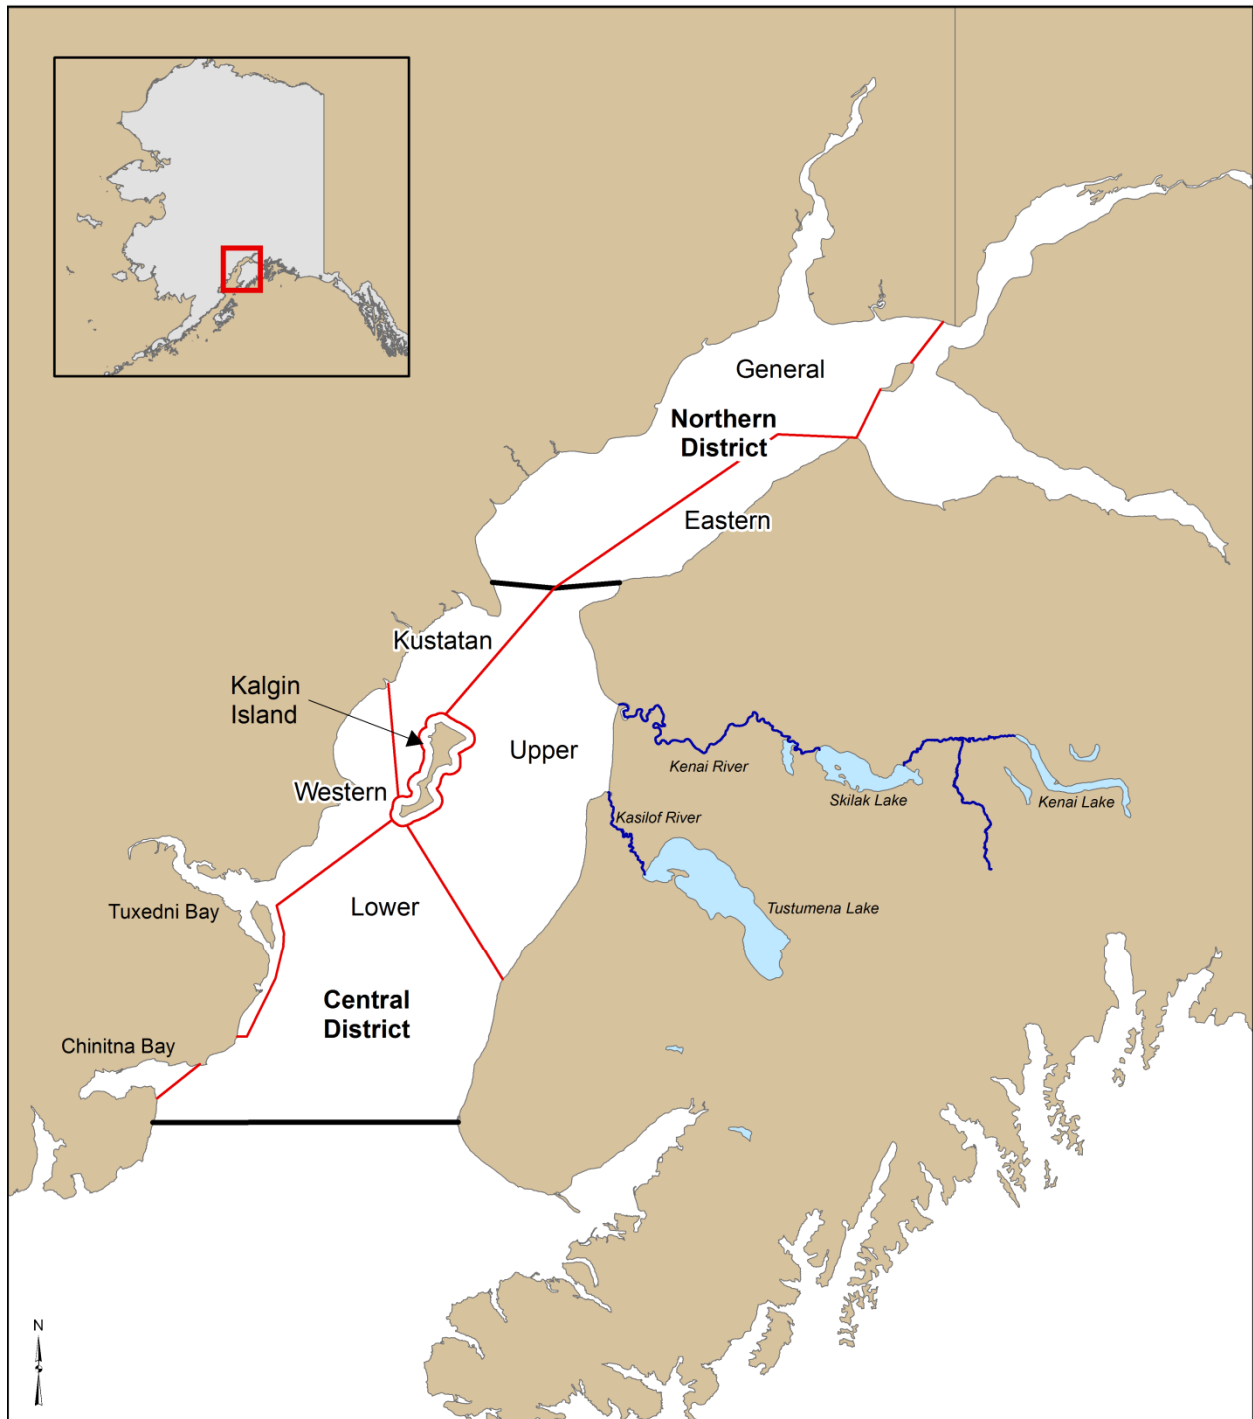 General
Northern
District
Eastern
Kustatan
Kalgin
Island
Upper
Western
Kenai River
Skilak Lake
Kenai Lake
Kasilof River
Tuxedni Bay
Lower
Tustumena Lake
Central
District
Chinitna Bay
N